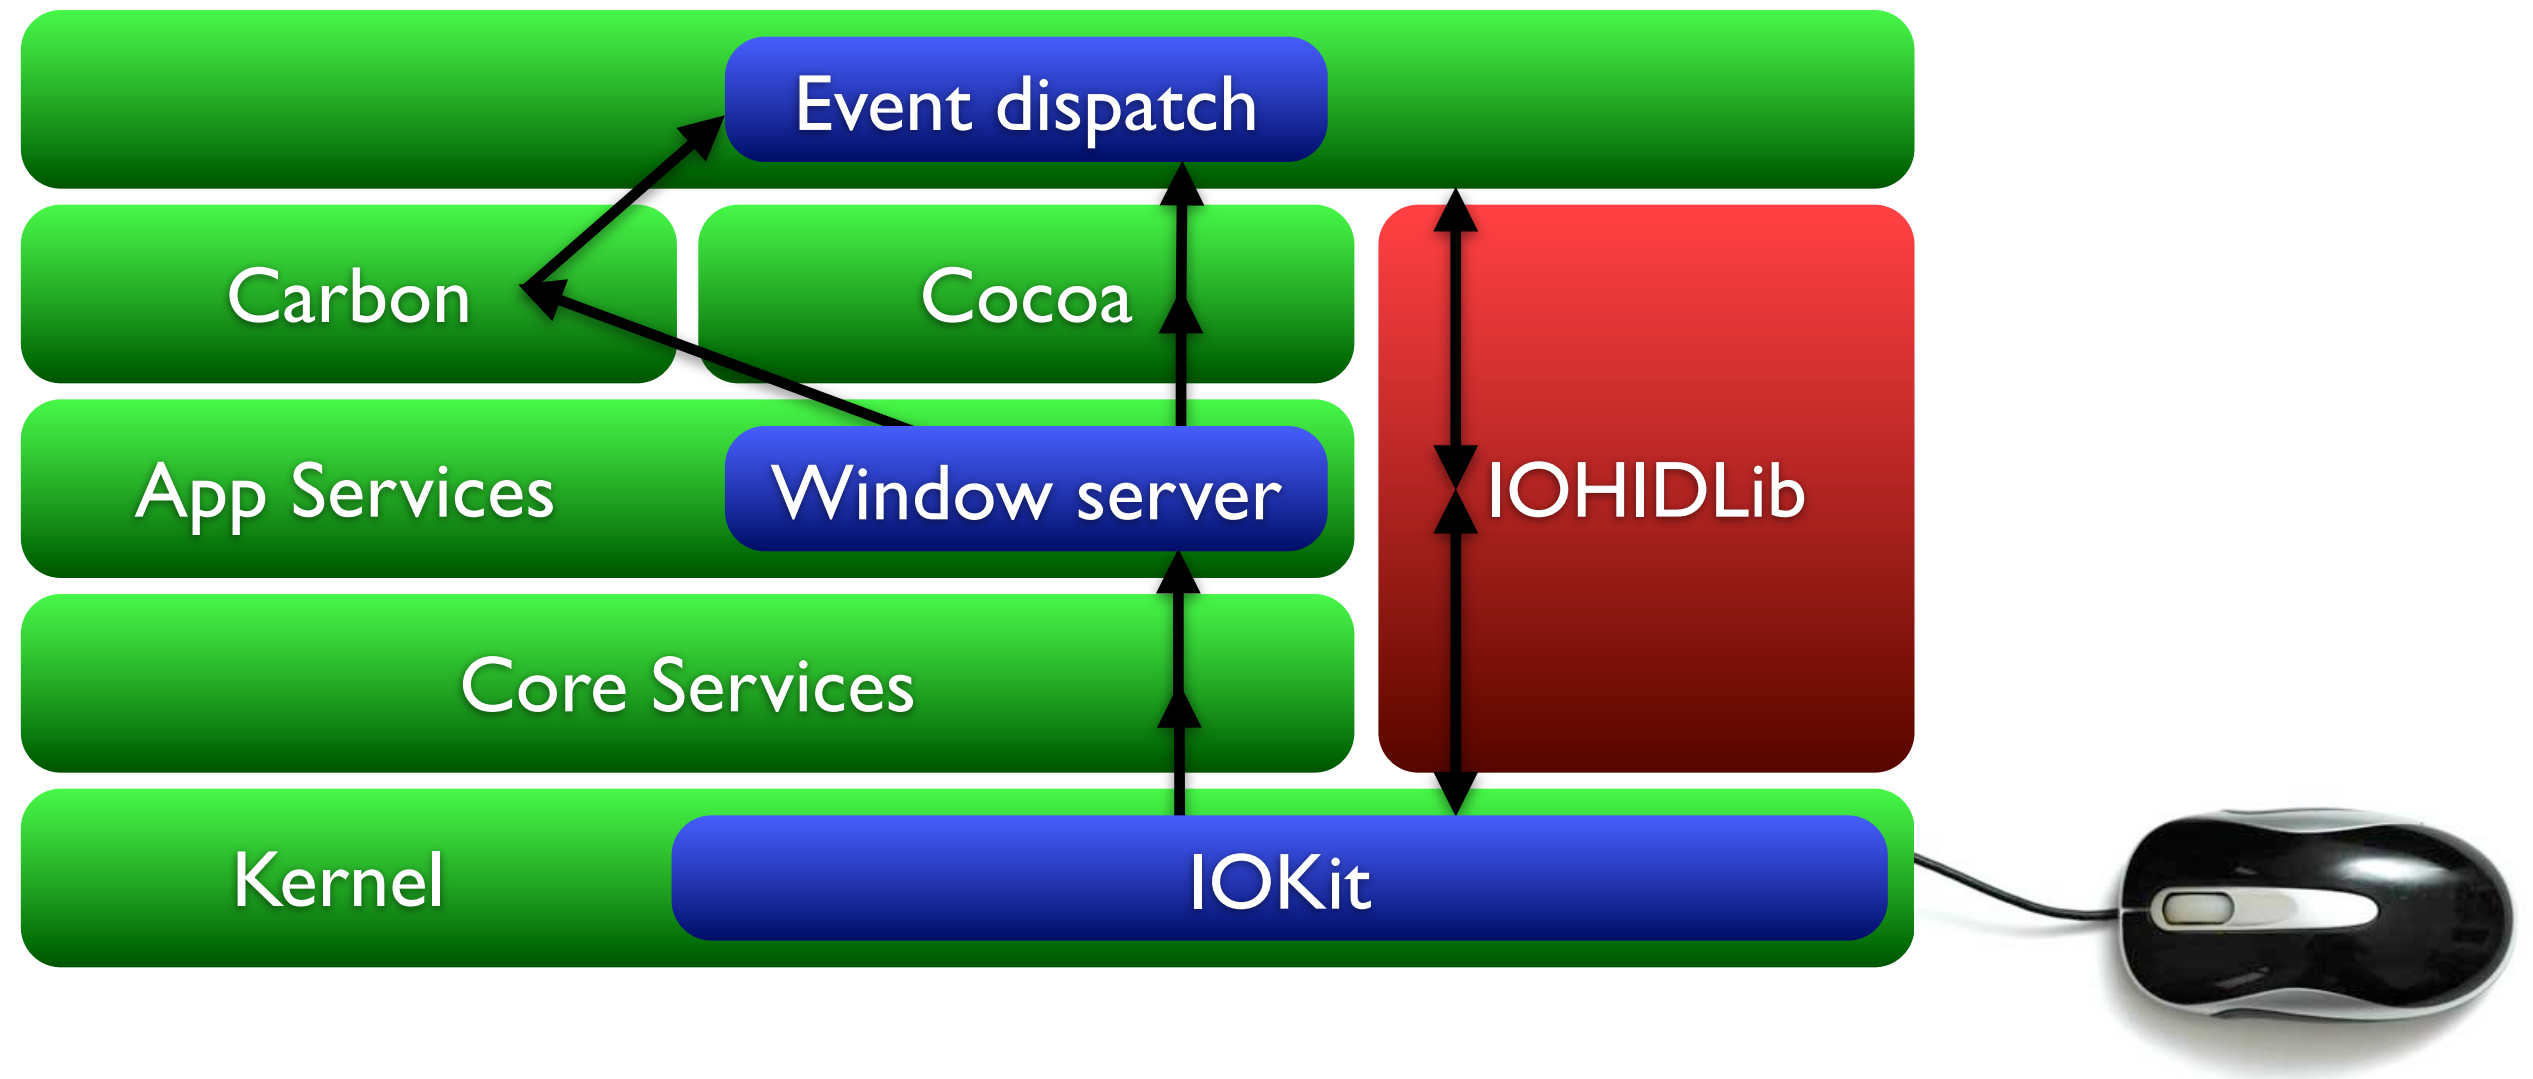 Event dispatch
Carbon
Cocoa
App Services
Window server
IOHIDLib
Core Services
Kernel
IOKit